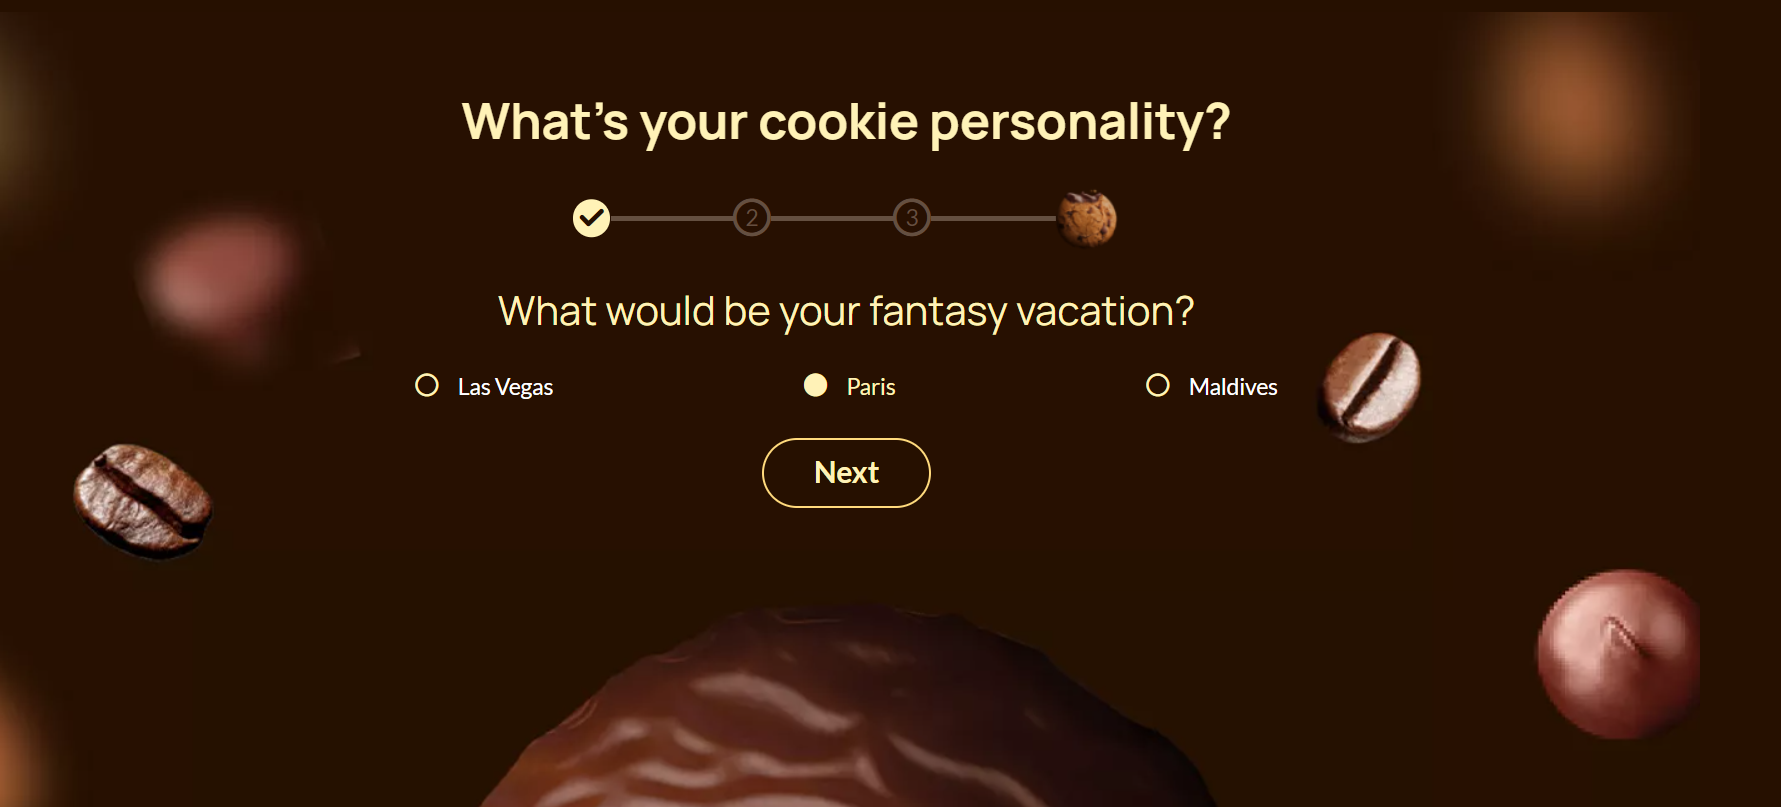 What’s your cookie personality?
2 3
What would be your fantasy vacation?
Las Vegas Paris Maldives
Next